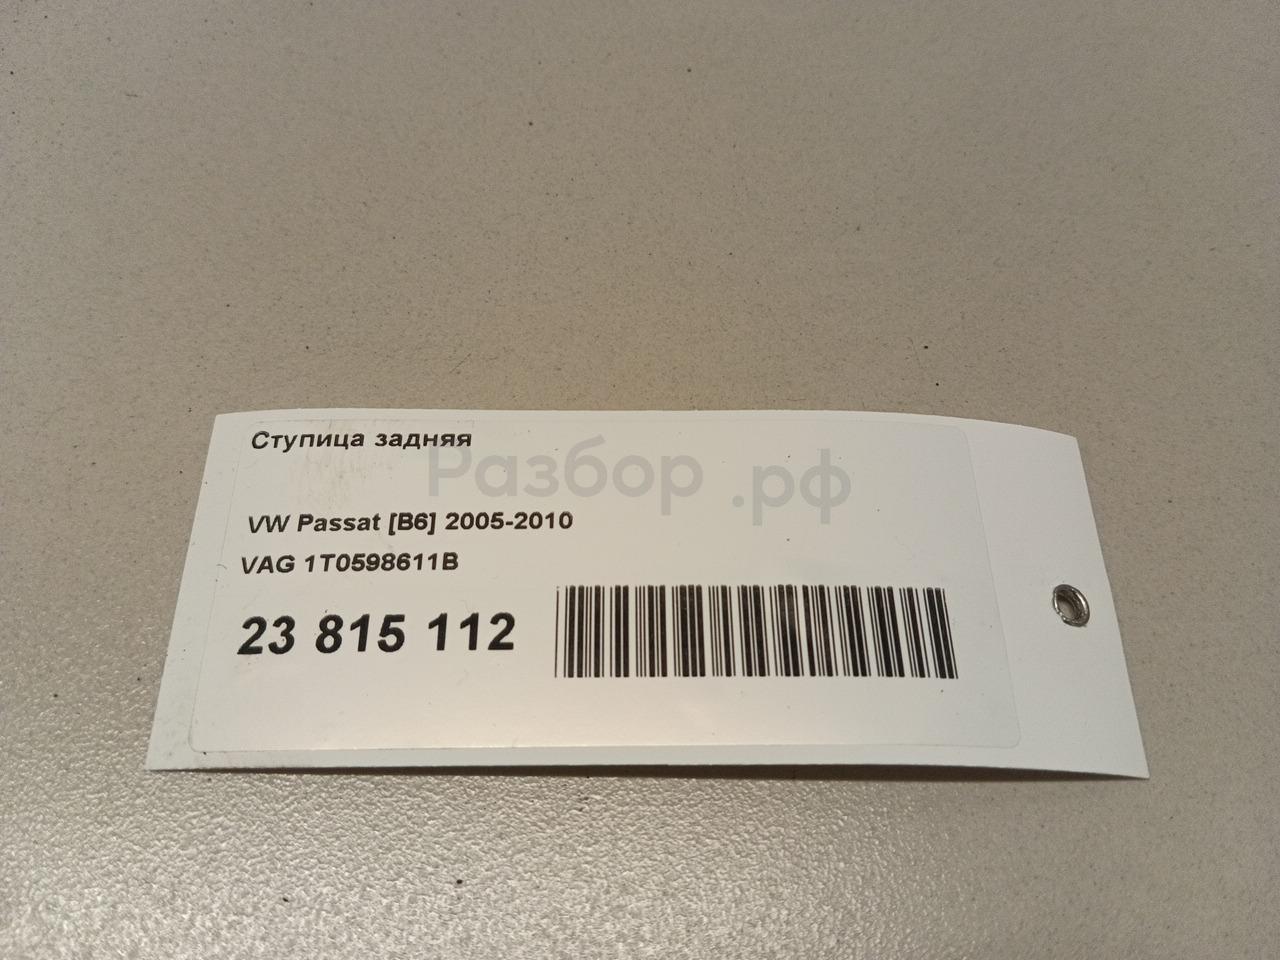 Ступица задняя
Разбор.рф
VW Passat [B6] 2005-2010
VAG 1T0598611B
23 815 112